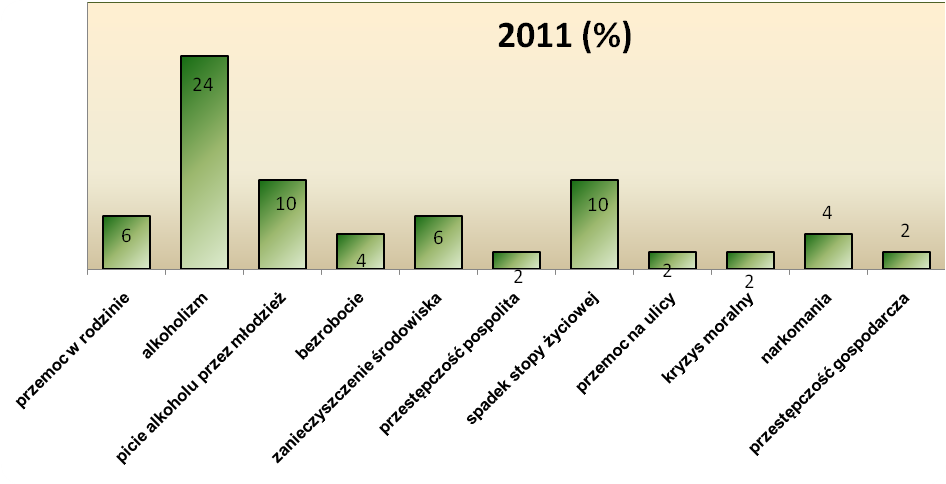 2011 (%)
6
24
10
4
6
2
10
2
2
4
2
przemoc w rodzinie
alkoholizm
picie alkoholu przez młodzież
bezrobocie
zanieczyszczenie środowiska
przestępczość pospolita
spadek stopy życiowej
przemoc na ulicy
kryzys moralny
narkomania
przestępczość gospodarcza